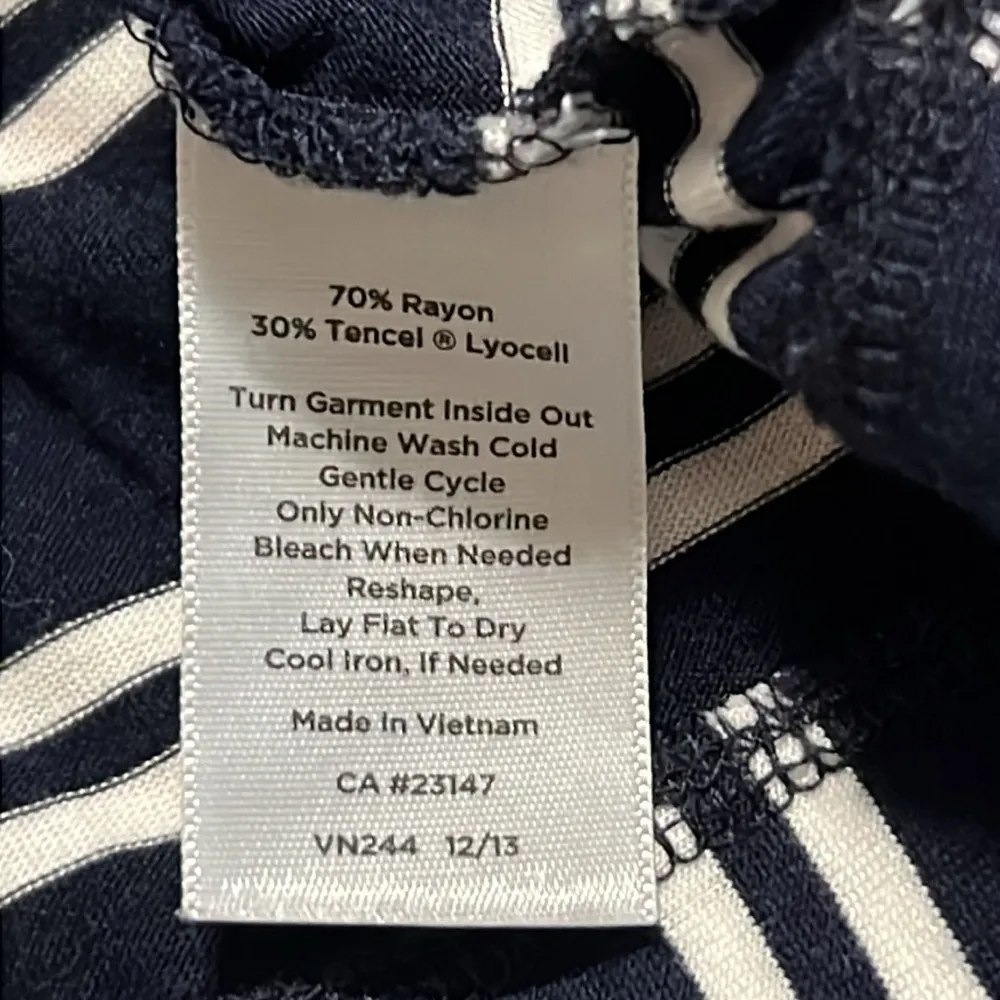 70% Rayon
30% Tencel ® Lyocell
Turn Garment Inside Out
Machine Wash Cold
Gentle Cycle
Only Non-Chlorine
Bleach When Needed
Reshape,
Lay Flat To Dry
Cool Iron, If Needed
Made In Vietnam
CA #23147
VN244 12/13